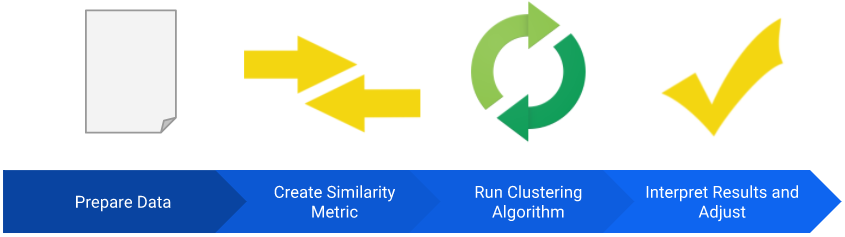 Prepare Data
Create Similarity
Metric
Run Clustering
Algorithm
Interpret Results and
Adjust